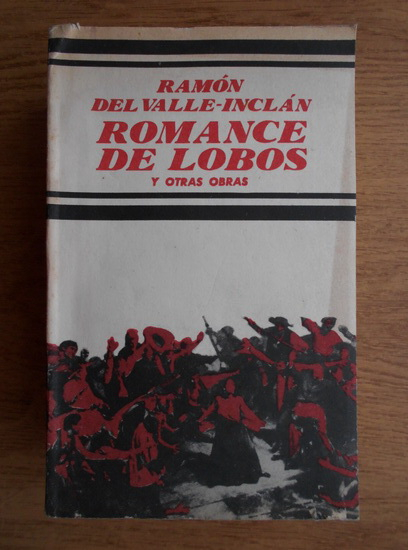 RAMÓN
DEL VALLE-INCLÁN
ROMANCE
DE LOBOS
Y OTRAS OBRAS